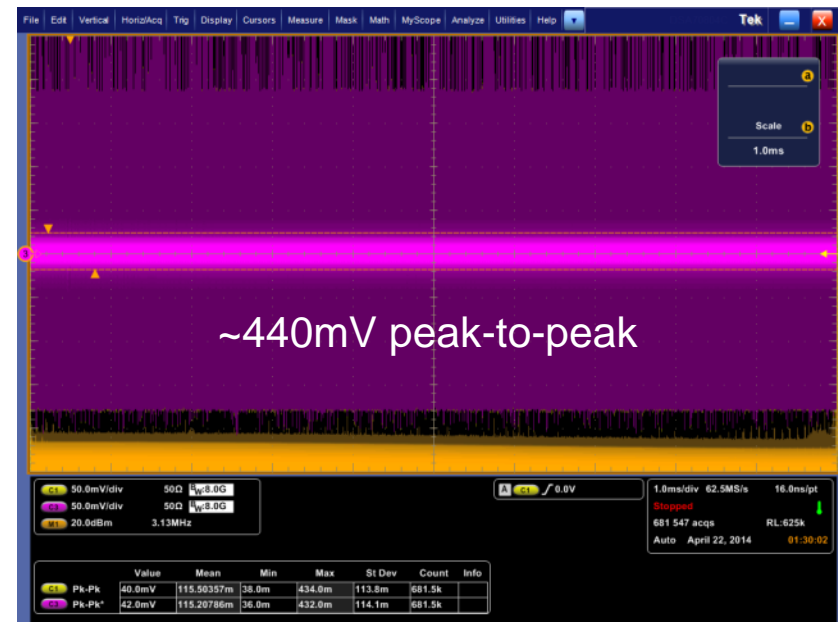 File Edit Vertical Horiz/Acq Trig Display Cursors Measure Mask Math MyScope Analyze Utilities Help Tek X
a
Scale b
1.0ms
3
~440mV peak-to-peak
C1 50.0mV/div 50Ω BW:8.0G
C3 50.0mV/div 50Ω BW:8.0G
M1 20.0dBm 3.13MHz
A C1 / 0.0V
1.0ms/div 62.5MS/s 16.0ns/pt
Stopped
681 547 acqs RL:625k
Auto April 22, 2014 01:30:02
Value Mean Min Max St Dev Count Info
C1 Pk-Pk 40.0mV 115.50357m 38.0m 434.0m 113.8m 681.5k
C3 Pk-Pk* 42.0mV 115.20786m 36.0m 432.0m 114.1m 681.5k